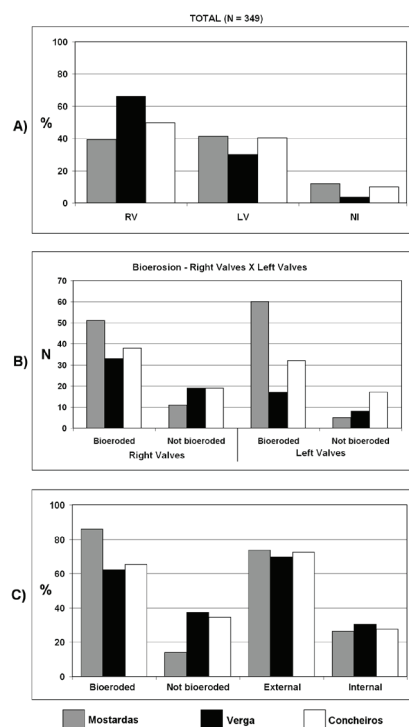 TOTAL (N = 349)
A)
%
100
80
60
40
20
0
RV LV NI
Bioerosion - Right Valves X Left Valves
B)
N
70
60
50
40
30
20
10
0
Bioeroded Not bioeroded Bioeroded Not bioeroded
Right Valves Left Valves
C)
%
100
80
60
40
20
0
Bioeroded Not bioeroded External Internal
Mostardas Verga Concheiros